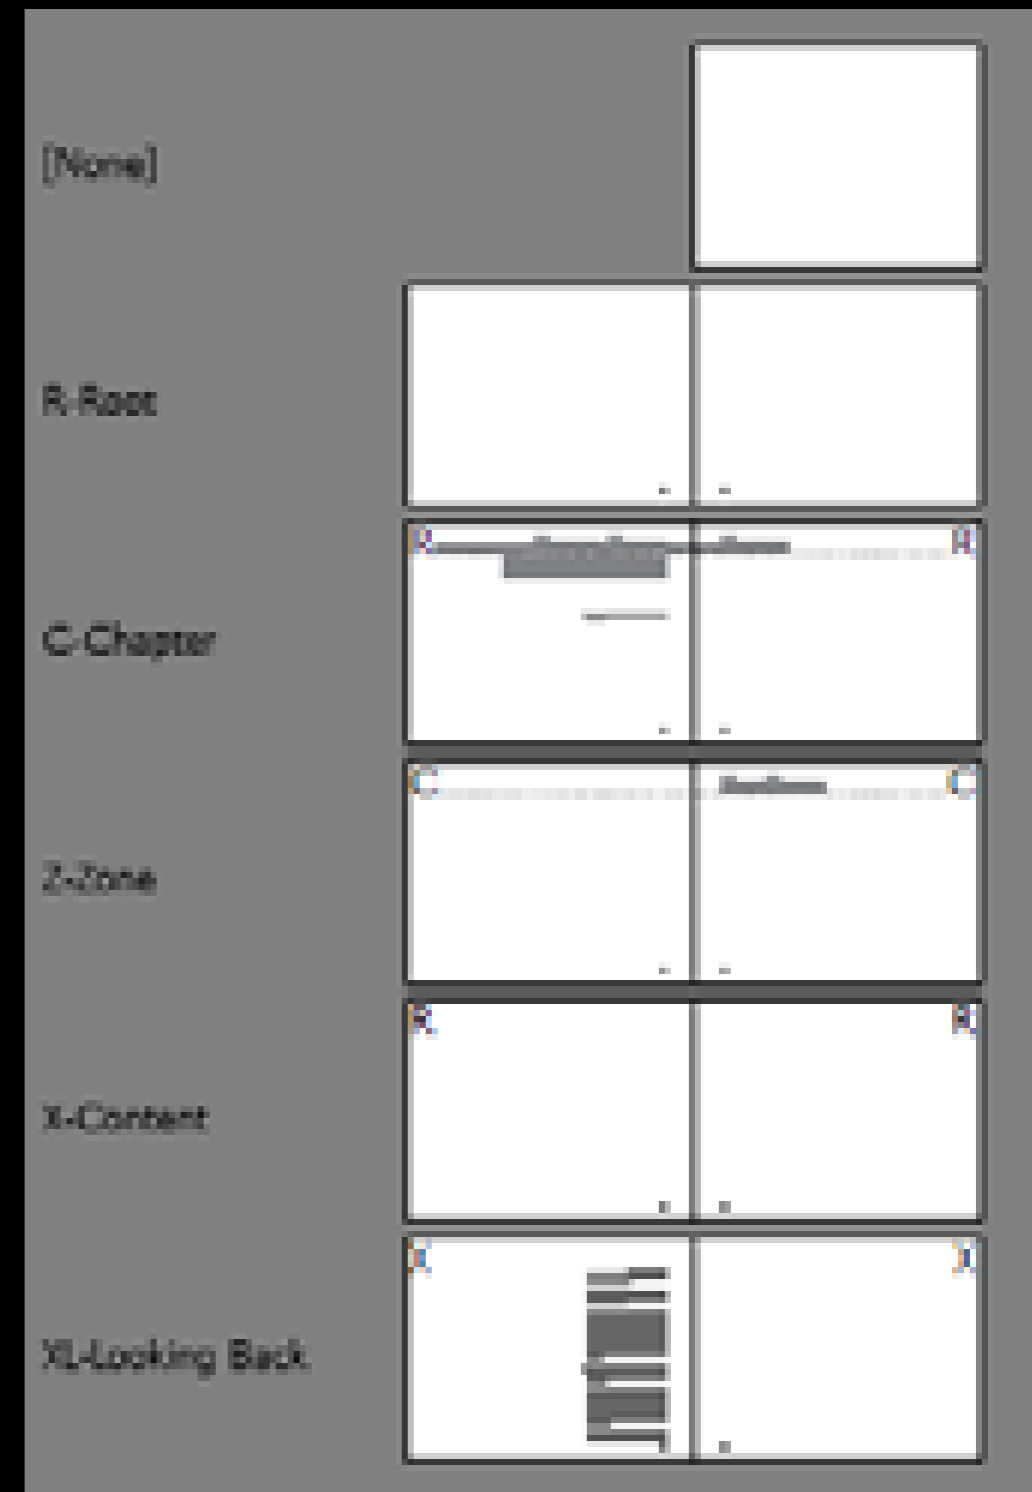 [None]
R-Root
R R
C-Chapter
C C
Z-Zone
R R
X-Content
X X
XL-Looking Back